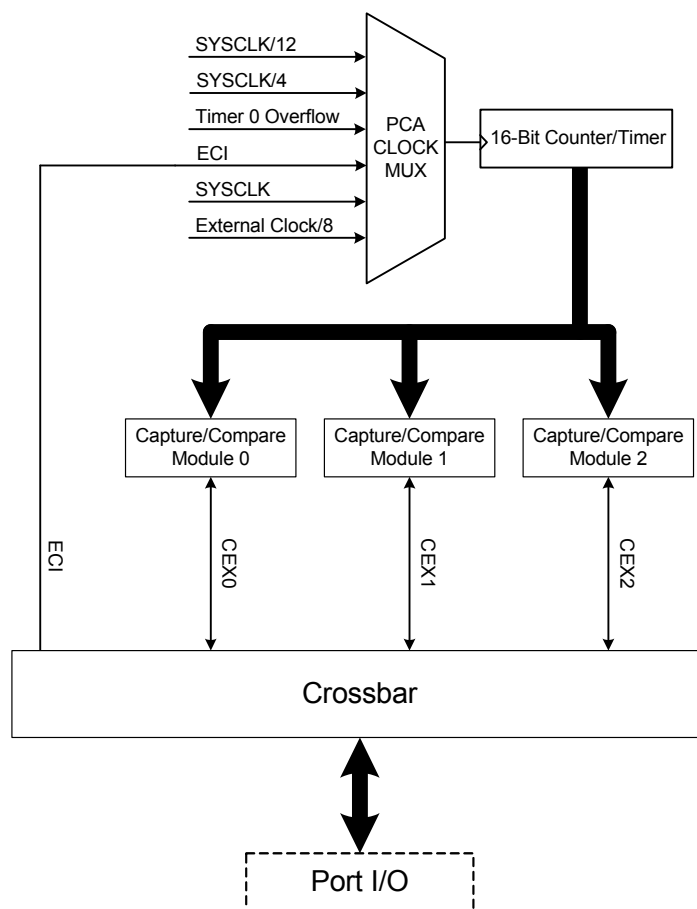 SYSCLK/12
SYSCLK/4
Timer 0 Overflow
ECI
SYSCLK
External Clock/8
PCA
CLOCK
MUX
16-Bit Counter/Timer
Capture/Compare
Module 0
Capture/Compare
Module 1
Capture/Compare
Module 2
ECI
CEX0
CEX1
CEX2
Crossbar
Port I/O